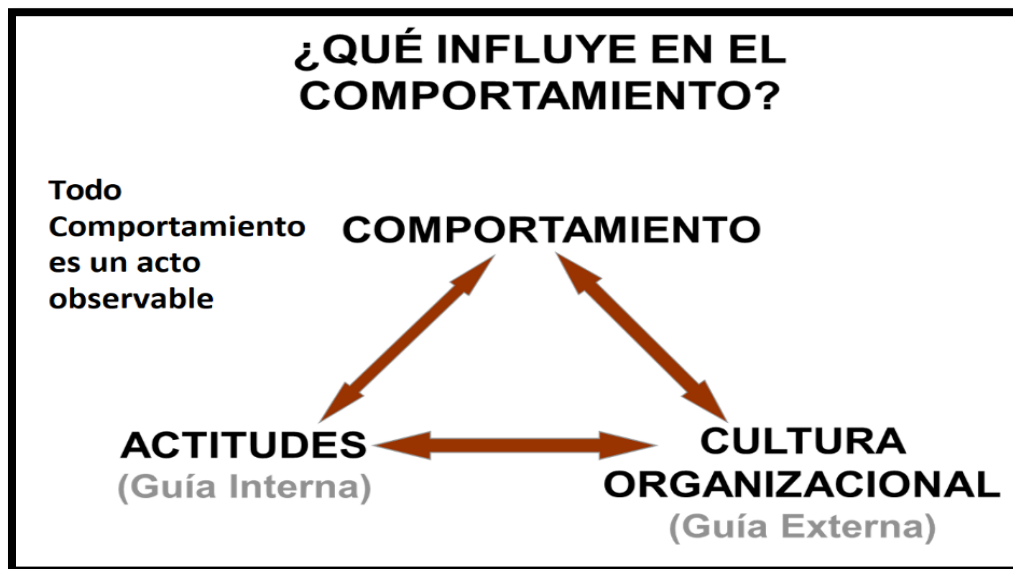 ¿QUÉ INFLUYE EN EL
COMPORTAMIENTO?
Todo
Comportamiento
es un acto
observable
COMPORTAMIENTO
ACTITUDES
(Guía Interna)
CULTURA
ORGANIZACIONAL
(Guía Externa)